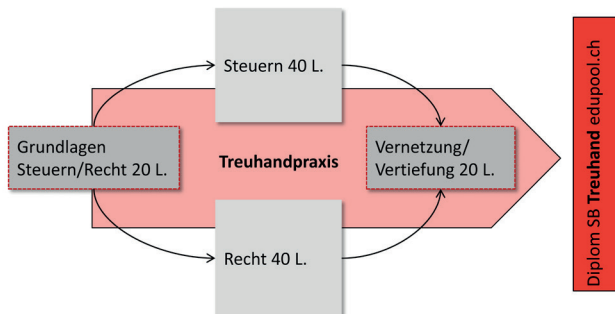 Steuern 40 L.
Grundlagen
Steuern/Recht 20 L.
Treuhandpraxis
Vernetzung/
Vertiefung 20 L.
Recht 40 L.
Diplom SB Treuhand edupool.ch